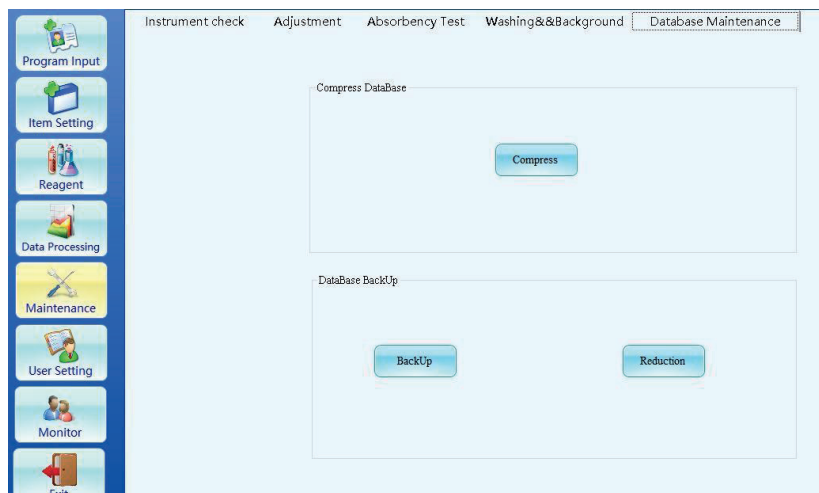 Instrument check Adjustment Absorbency Test Washing&&Background Database Maintenance
Program Input
Item Setting
Reagent
Data Processing
Maintenance
User Setting
Monitor
Exit
Compress DataBase
Compress
DataBase BackUp
BackUp Reduction